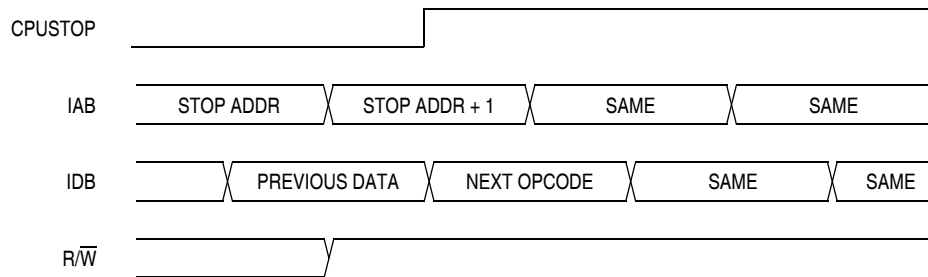 CPUSTOP
IAB STOP ADDR STOP ADDR + 1 SAME SAME
IDB PREVIOUS DATA NEXT OPCODE SAME SAME
R/W̅